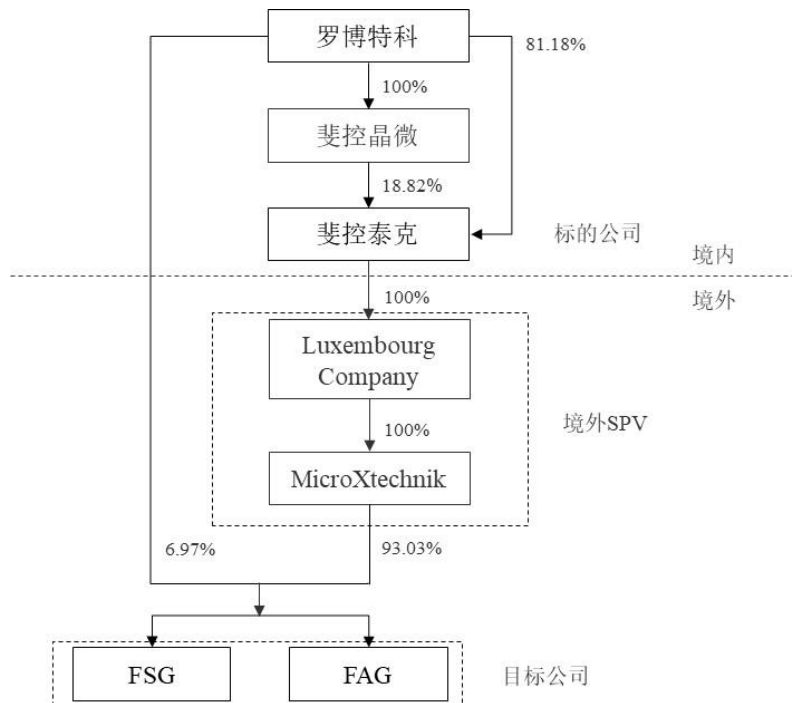 罗博特科
81.18%
100%
斐控晶微
18.82%
斐控泰克
标的公司
境内
100%
境外
Luxembourg
Company
100%
境外SPV
MicroXtechnik
6.97%
93.03%
FSG
FAG
目标公司